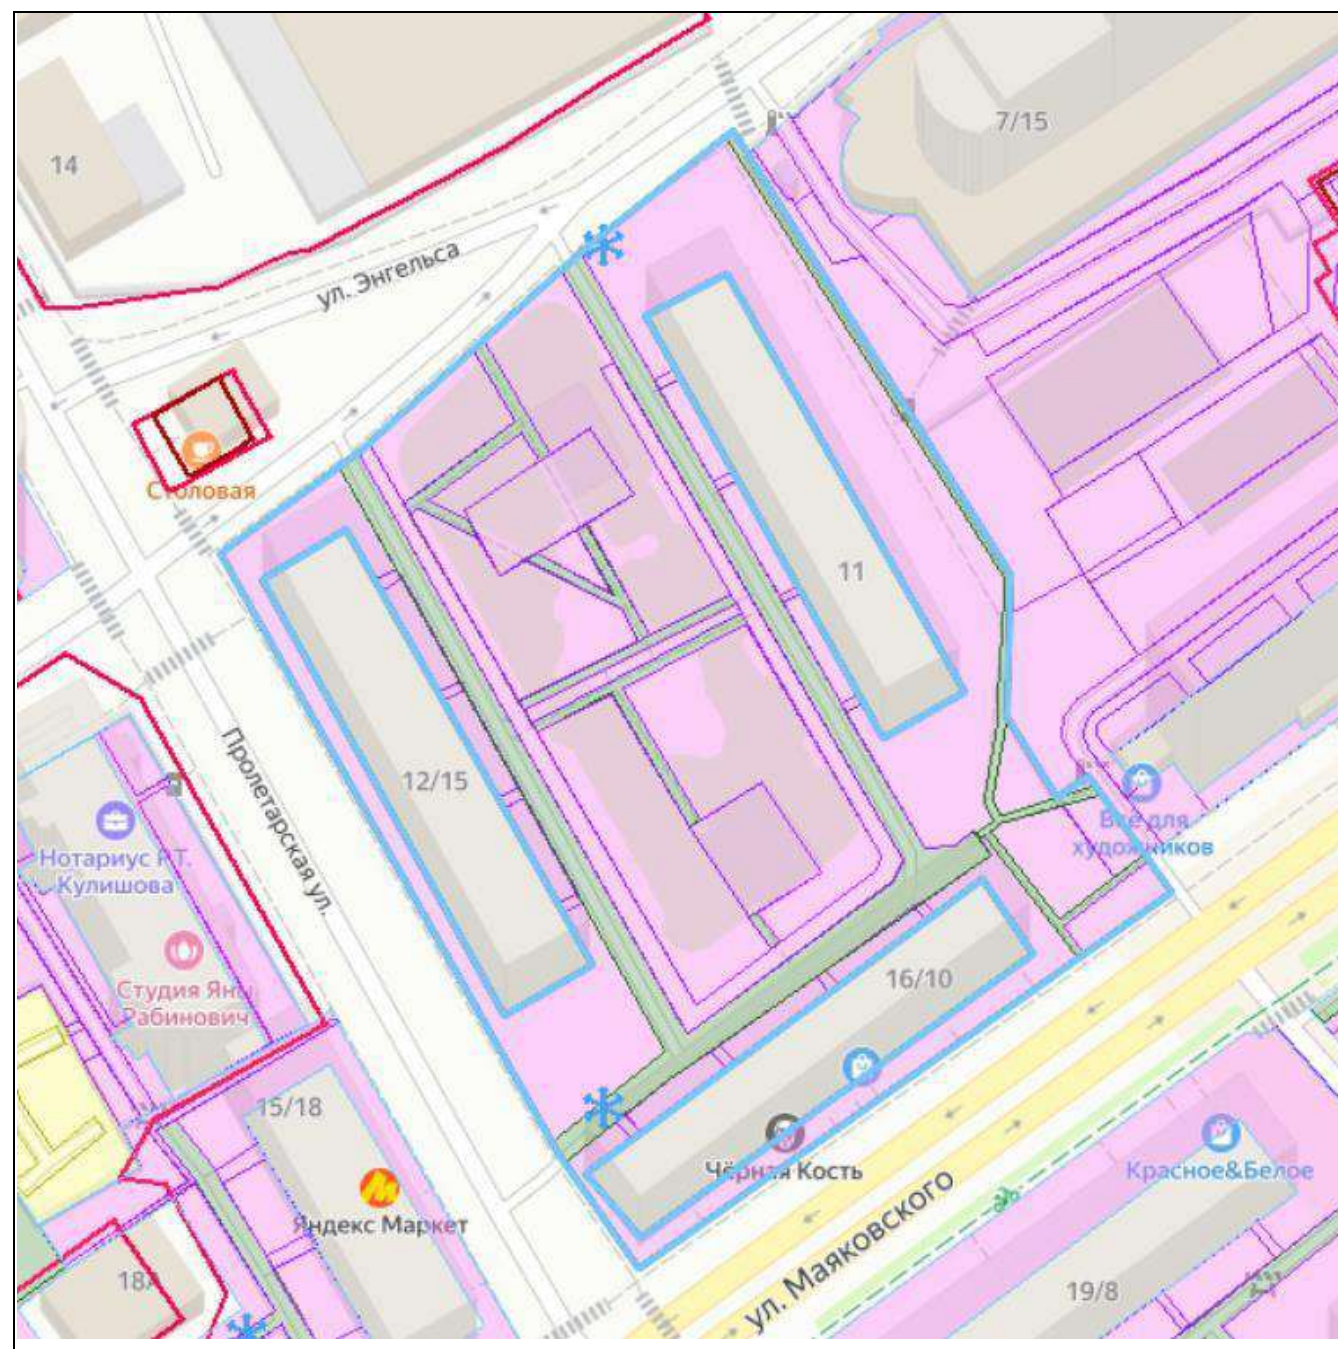 7/15
14
ул. Энгельса
Столовая
11
12/15
Пролетарская ул.
Нотариус Р.Т.
Кулишова
Всё для
художников
Студия Яны
Рабинович
16/10
15/18
Чёрная Кость
Красное&Белое
Яндекс Маркет
ул. Маяковского
18А
19/8